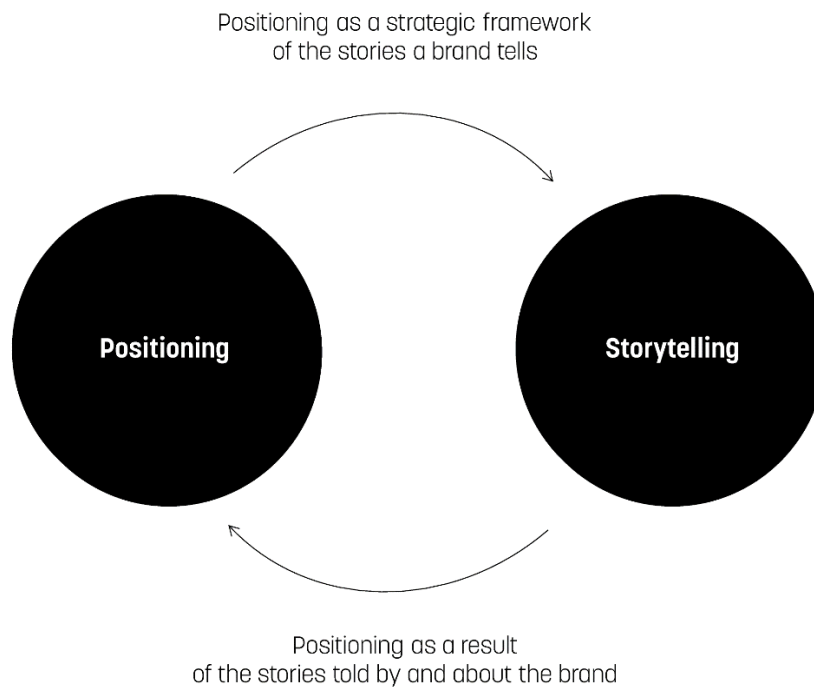 Positioning as a strategic framework
of the stories a brand tells
Positioning
Storytelling
Positioning as a result
of the stories told by and about the brand